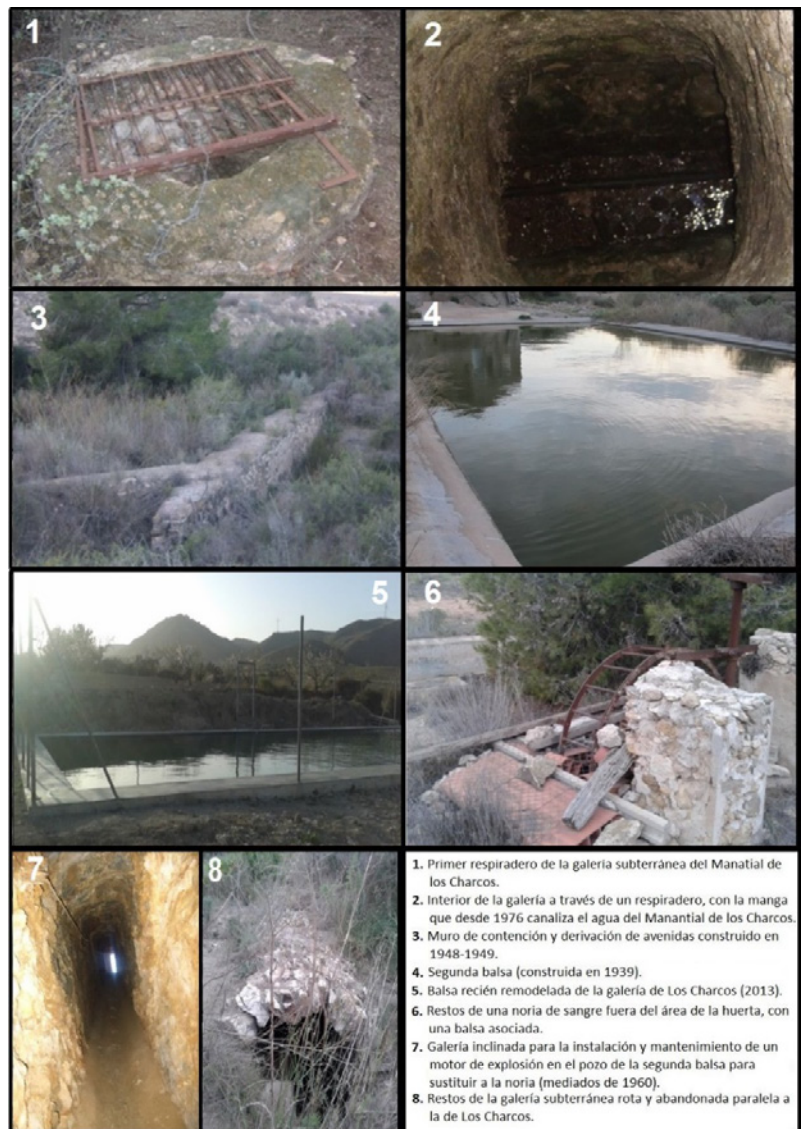 1
2
3
4
5
6
7
8
1. Primer respiradero de la galería subterránea del Manatial de
los Charcos.
2. Interior de la galería a través de un respiradero, con la manga
que desde 1976 canaliza el agua del Manantial de los Charcos.
3. Muro de contención y derivación de avenidas construido en
1948-1949.
4. Segunda balsa (construida en 1939).
5. Balsa recién remodelada de la galería de Los Charcos (2013).
6. Restos de una noria de sangre fuera del área de la huerta, con
una balsa asociada.
7. Galería inclinada para la instalación y mantenimiento de un
motor de explosión en el pozo de la segunda balsa para
sustituir a la noria (mediados de 1960).
8. Restos de la galería subterránea rota y abandonada paralela a
la de Los Charcos.